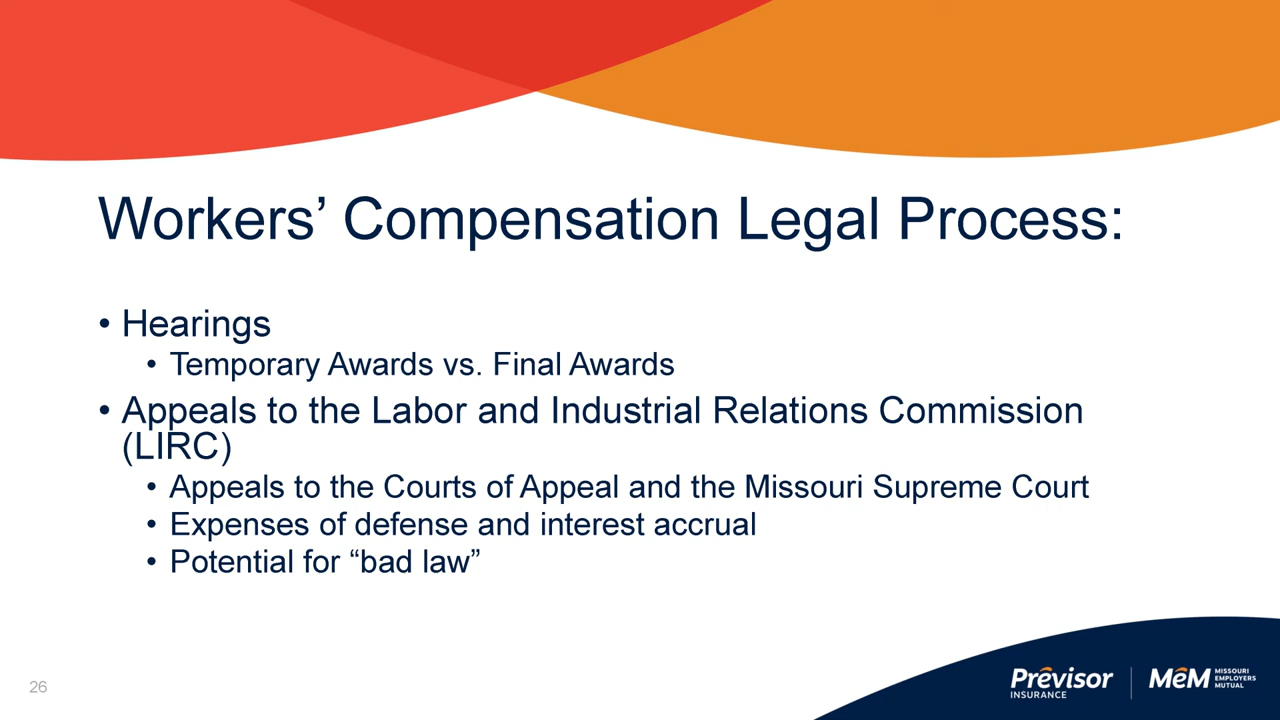 Workers’ Compensation Legal Process:
• Hearings
• Temporary Awards vs. Final Awards
• Appeals to the Labor and Industrial Relations Commission
(LIRC)
• Appeals to the Courts of Appeal and the Missouri Supreme Court
• Expenses of defense and interest accrual
• Potential for “bad law”
26
Prēvisor
INSURANCE
MēM
MISSOURI
EMPLOYERS
MUTUAL